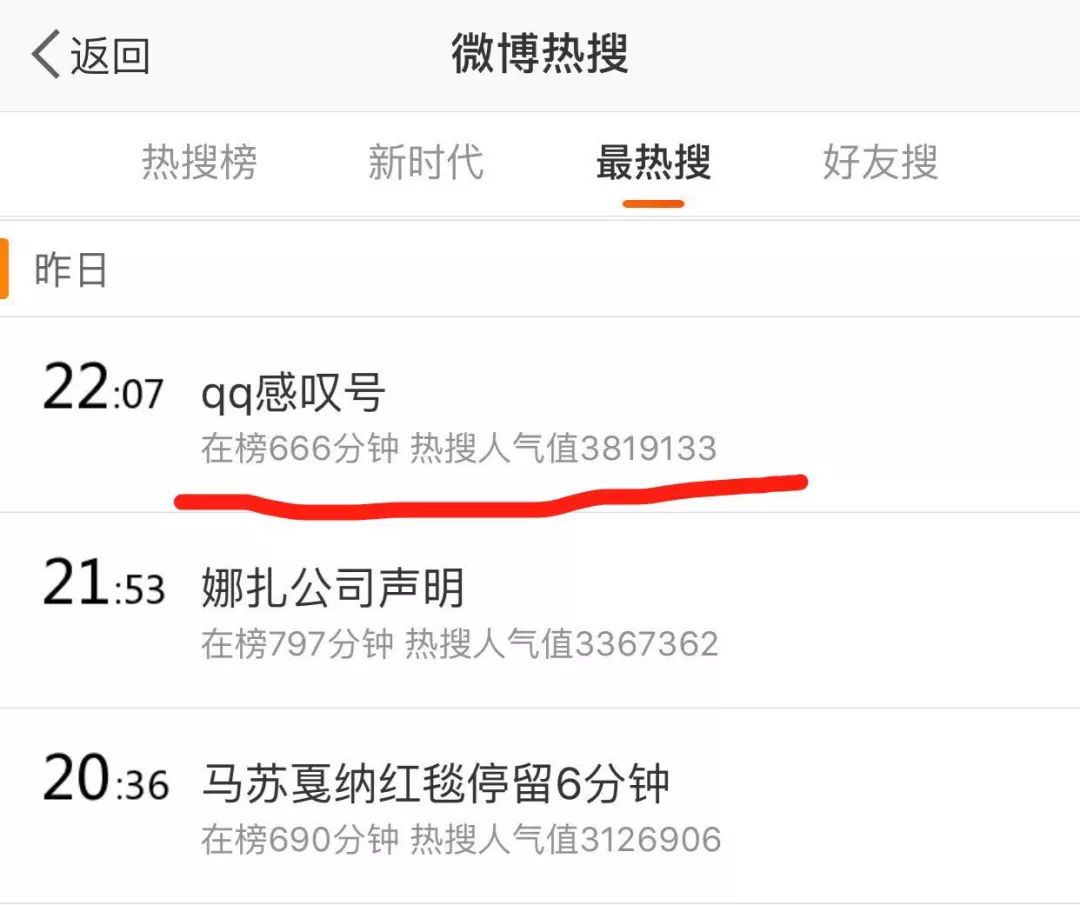 返回
微博热搜
热搜榜 新时代 最热搜 好友搜
昨日
22:07 qq感叹号
在榜666分钟 热搜人气值3819133
21:53 娜扎公司声明
在榜797分钟 热搜人气值3367362
20:36 马苏戛纳红毯停留6分钟
在榜690分钟 热搜人气值3126906